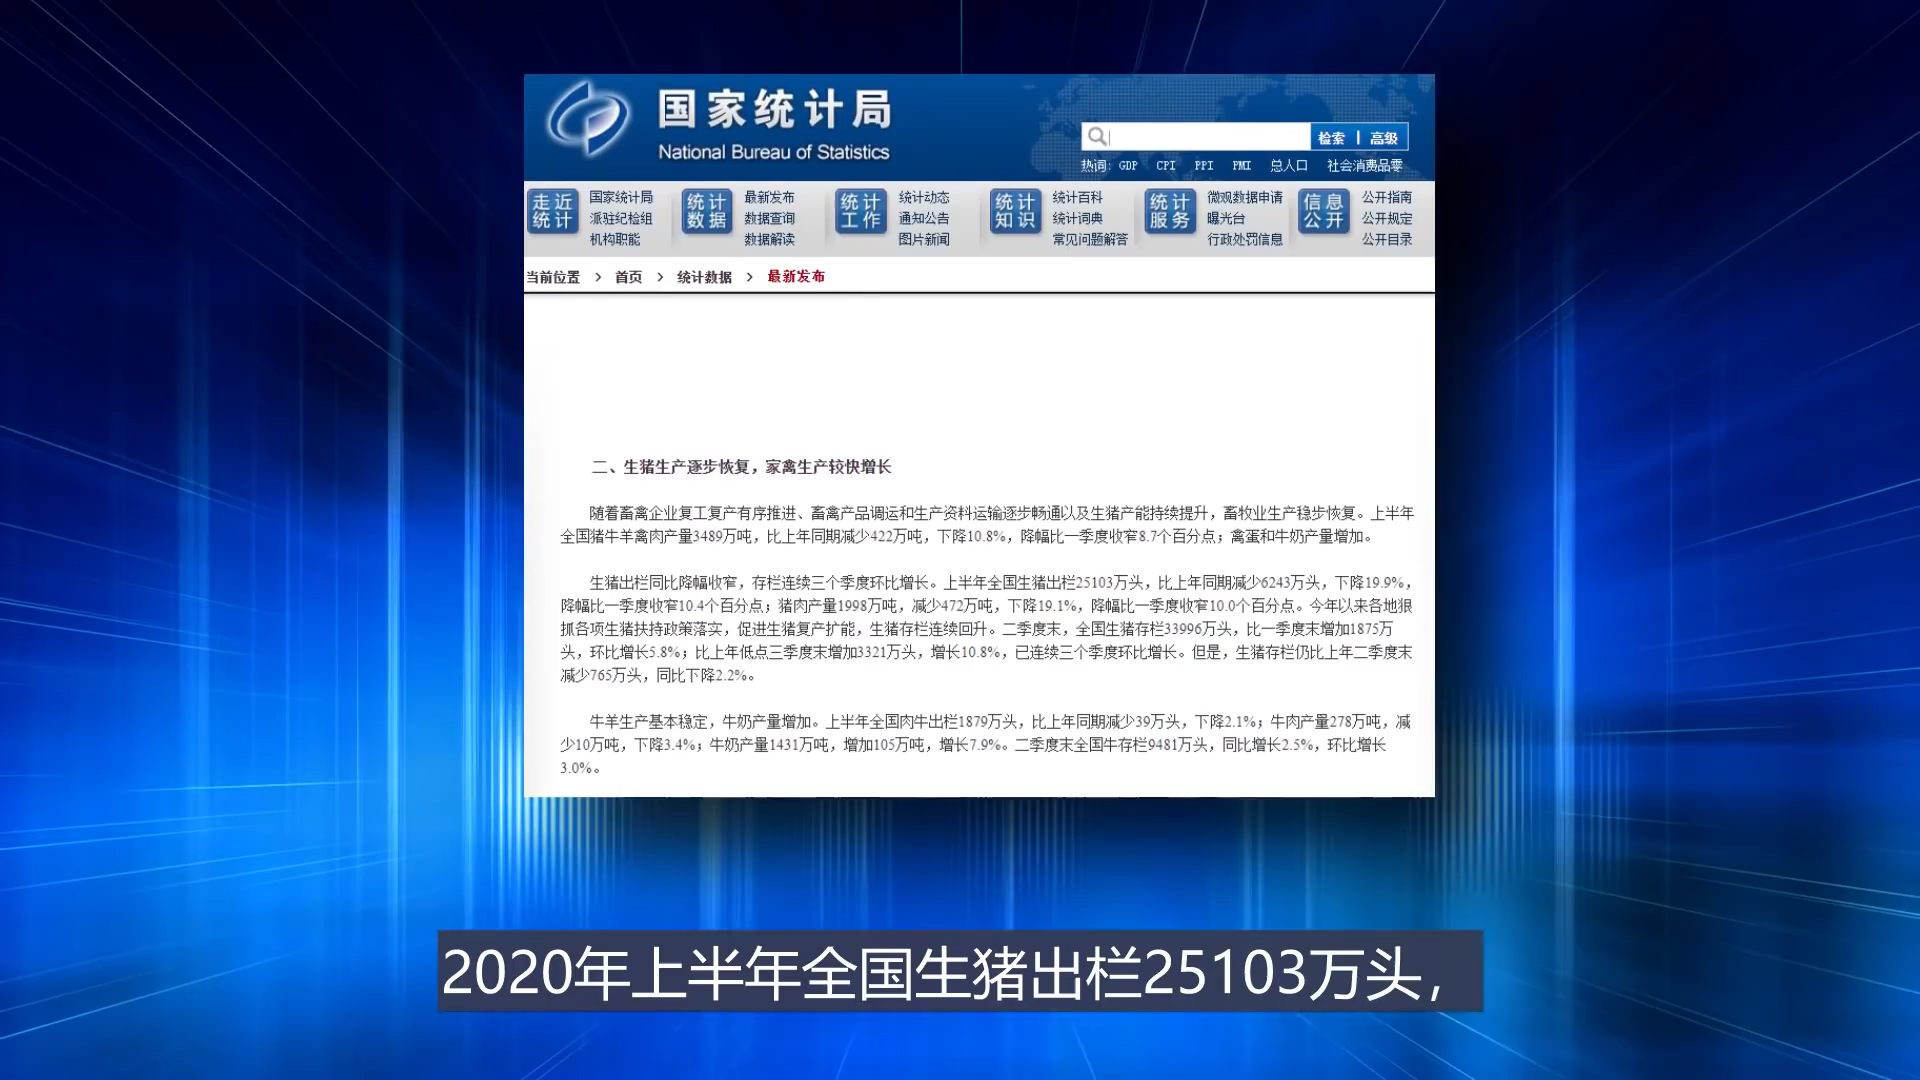 国家统计局
National Bureau of Statistics
检索 | 高级
热词: GDP CPI PPI PMI 总人口 社会消费品零
走近统计
国家统计局
派驻纪检组
机构职能
统计数据
最新发布
数据查询
数据解读
统计工作
统计动态
通知公告
图片新闻
统计知识
统计百科
统计词典
常见问题解答
统计服务
微观数据申请
曝光台
行政处罚信息
信息公开
公开指南
公开规定
公开目录
当前位置 > 首页 > 统计数据 > 最新发布
二、生猪生产逐步恢复，家禽生产较快增长
随着畜禽企业复工复产有序推进、畜禽产品调运和生产资料运输逐步畅通以及生猪产能持续提升，畜牧业生产稳步恢复。上半年
全国猪牛羊禽肉产量3489万吨，比上年同期减少422万吨，下降10.8%，降幅比一季度收窄8.7个百分点；禽蛋和牛奶产量增加。
生猪出栏同比降幅收窄，存栏连续三个季度环比增长。上半年全国生猪出栏25103万头，比上年同期减少6243万头，下降19.9%，
降幅比一季度收窄10.4个百分点；猪肉产量1998万吨，减少472万吨，下降19.1%，降幅比一季度收窄10.0个百分点。今年以来各地狠
抓各项生猪扶持政策落实，促进生猪复产扩能，生猪存栏连续回升。二季度末，全国生猪存栏33996万头，比一季度末增加1875万
头，环比增长5.8%；比上年低点三季度末增加3321万头，增长10.8%，已连续三个季度环比增长。但是，生猪存栏仍比上年二季度末
减少765万头，同比下降2.2%。
牛羊生产基本稳定，牛奶产量增加。上半年全国肉牛出栏1879万头，比上年同期减少39万头，下降2.1%；牛肉产量278万吨，减
少10万吨，下降3.4%；牛奶产量1431万吨，增加105万吨，增长7.9%。二季度末全国牛存栏9481万头，同比增长2.5%，环比增长
3.0%。
2020年上半年全国生猪出栏25103万头，